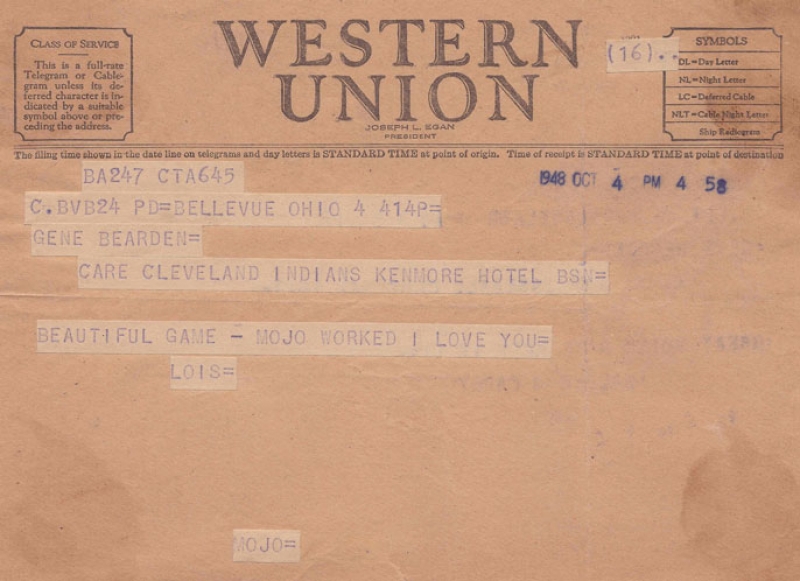 CLASS OF SERVICE
This is a full-rate
Telegram or Cable-
gram unless its de-
ferred character is in-
dicated by a suitable
symbol above or pre-
ceding the address.
WESTERN
UNION
JOSEPH L. EGAN
PRESIDENT
(16)..
SYMBOLS
DL=Day Letter
NL=Night Letter
LC=Deferred Cable
NLT=Cable Night Letter
Ship Radiogram
The filing time shown in the date line on telegrams and day letters is STANDARD TIME at point of origin. Time of receipt is STANDARD TIME at point of destination
BA247 CTA645
1948 OCT 4 PM 4 58
C.BVB24 PD=BELLEVUE OHIO 4 414P=
GENE BEARDEN=
CARE CLEVELAND INDIANS KENMORE HOTEL BSN=
BEAUTIFUL GAME - MOJO WORKED I LOVE YOU=
LOIS=
MOJO=